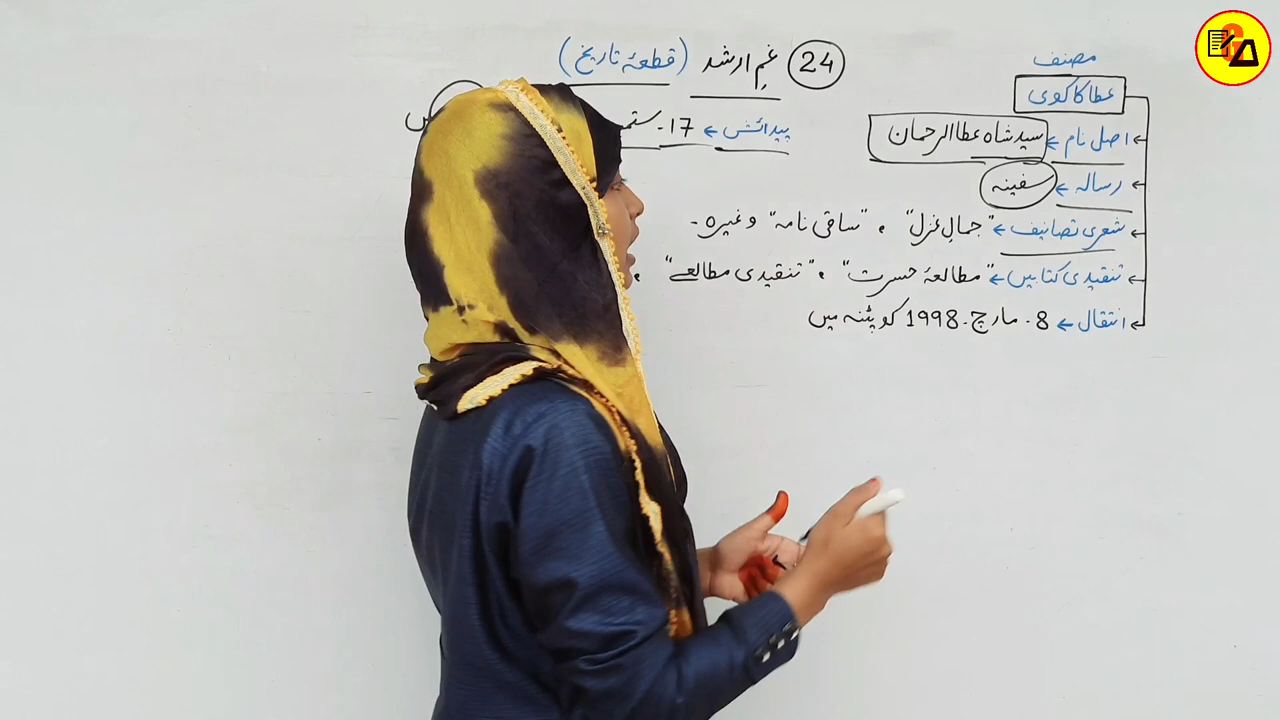 24 غمِ ارشد (قطعۂ تاریخ)
مصنف
عطا کاکوی
پیدائش ← 17۔
اصل نام ← سید شاہ عطا الرحمان
رسالہ ← سفینہ
شعری تصانیف ← "جمالِ غزل" ، "ساقی نامہ" وغیرہ۔
تنقیدی کتابیں ← "مطالعۂ حسرت" ، "تنقیدی مطالعے" ،
انتقال ← 8۔ مارچ۔ 1998 کو پٹنہ میں